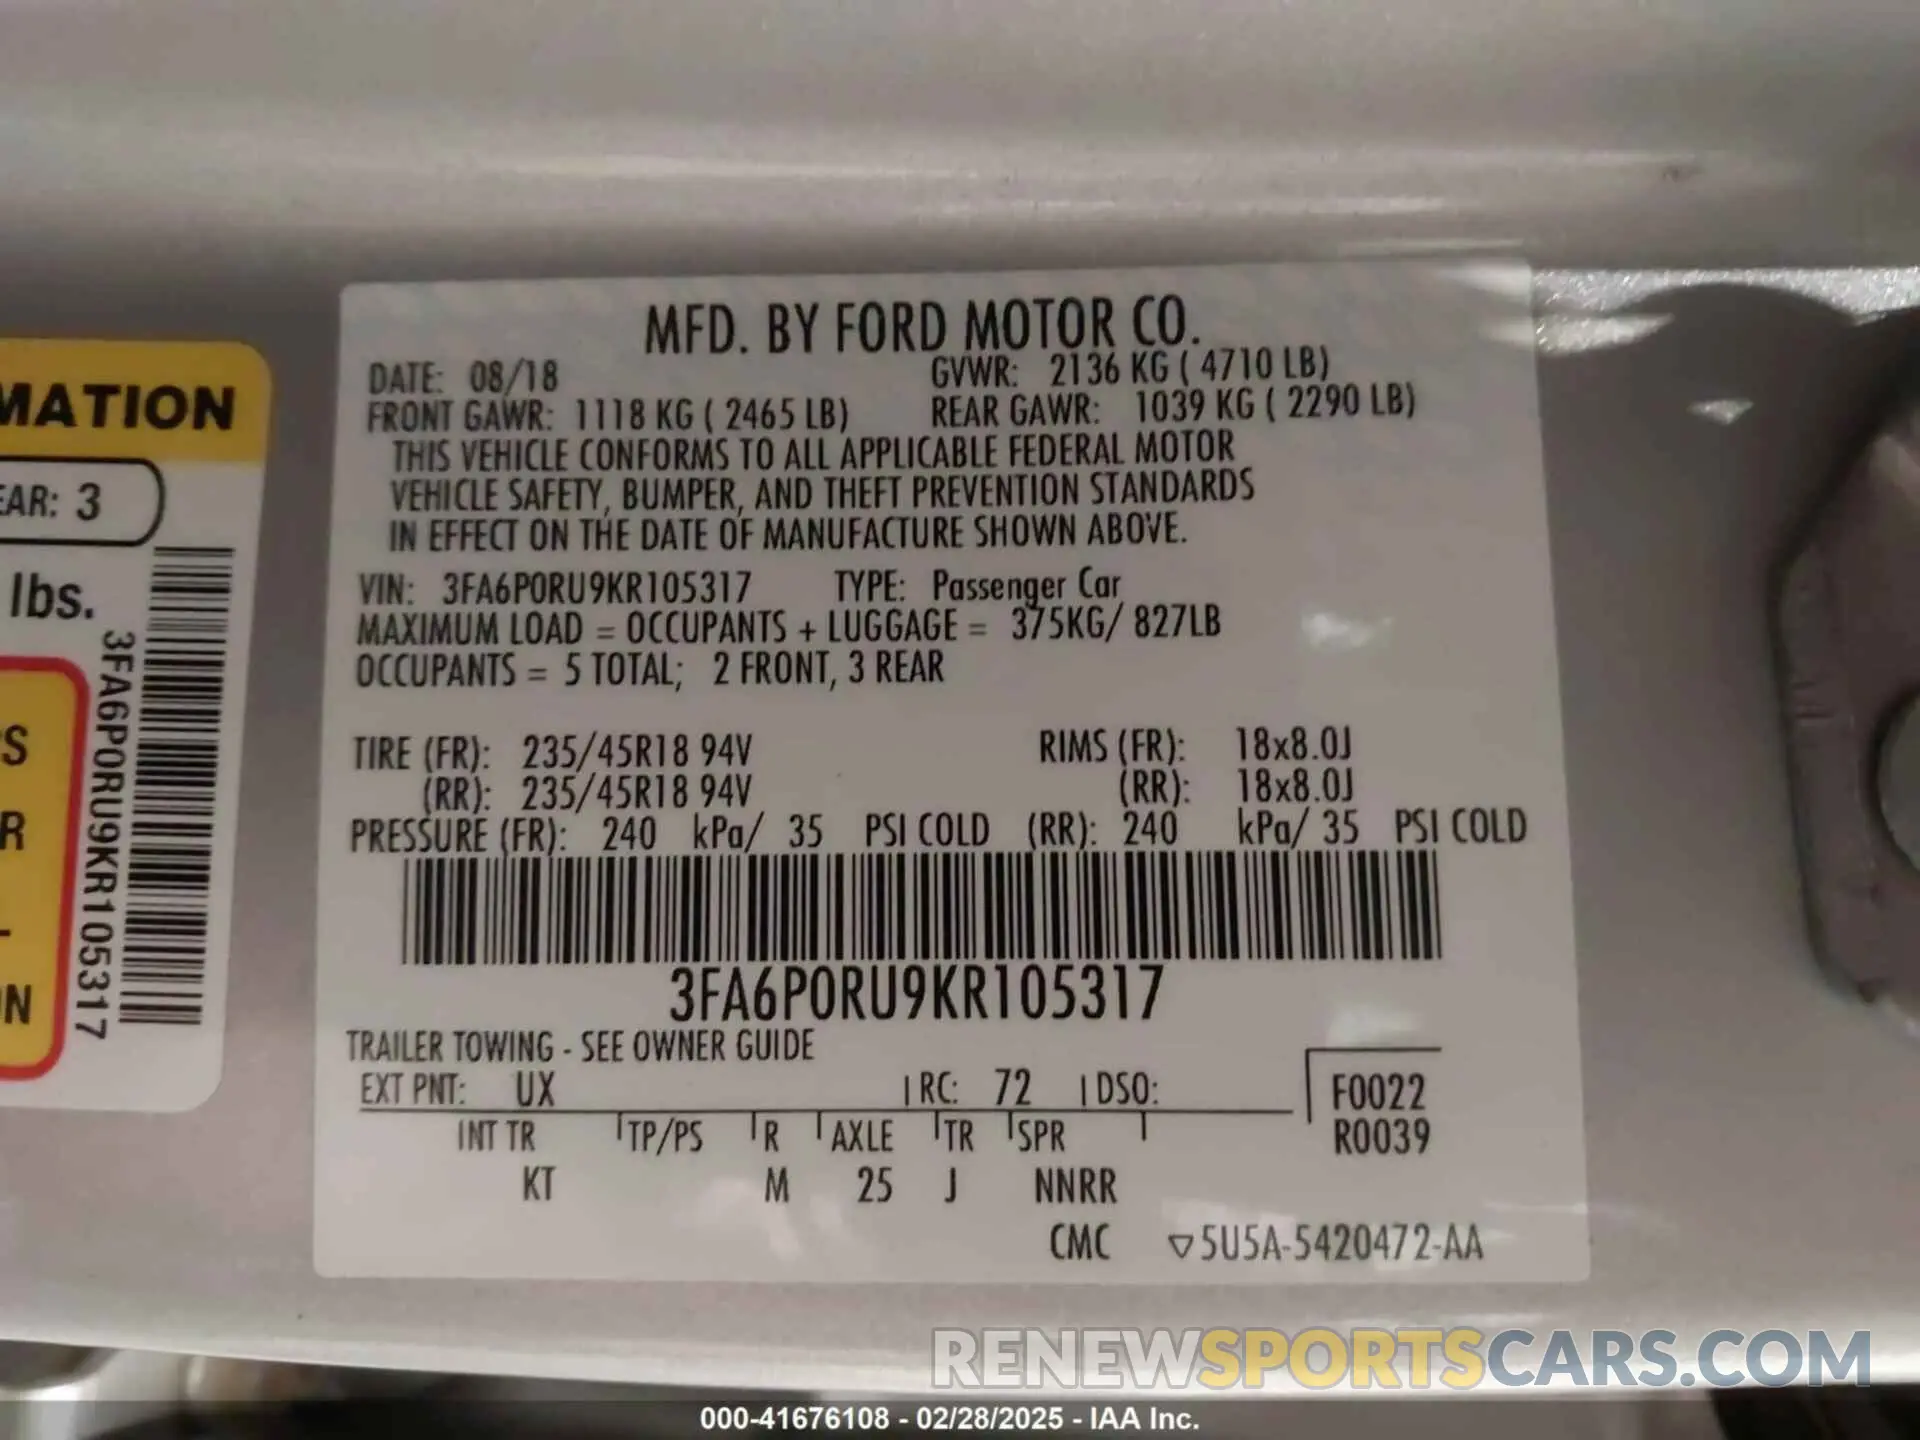 MFD. BY FORD MOTOR CO.
DATE: 08/18 GVWR: 2136 KG ( 4710 LB)
FRONT GAWR: 1118 KG ( 2465 LB) REAR GAWR: 1039 KG ( 2290 LB)
THIS VEHICLE CONFORMS TO ALL APPLICABLE FEDERAL MOTOR
VEHICLE SAFETY, BUMPER, AND THEFT PREVENTION STANDARDS
IN EFFECT ON THE DATE OF MANUFACTURE SHOWN ABOVE.
VIN: 3FA6P0RU9KR105317 TYPE: Passenger Car
MAXIMUM LOAD = OCCUPANTS + LUGGAGE = 375KG/ 827LB
OCCUPANTS = 5 TOTAL; 2 FRONT, 3 REAR
TIRE (FR): 235/45R18 94V RIMS (FR): 18x8.0J
(RR): 235/45R18 94V (RR): 18x8.0J
PRESSURE (FR): 240 kPa/ 35 PSI COLD (RR): 240 kPa/ 35 PSI COLD
3FA6P0RU9KR105317
TRAILER TOWING - SEE OWNER GUIDE
EXT PNT: UX RC: 72 DSO: F0022
R0039
INT TR TP/PS R AXLE TR SPR
KT M 25 J NNRR
CMC ▽5U5A-5420472-AA
MATION
EAR: 3
lbs.
3FA6P0RU9KR105317
S
R
L
ON
RENEWSPORTSCARS.COM
000-41676108 - 02/28/2025 - IAA Inc.